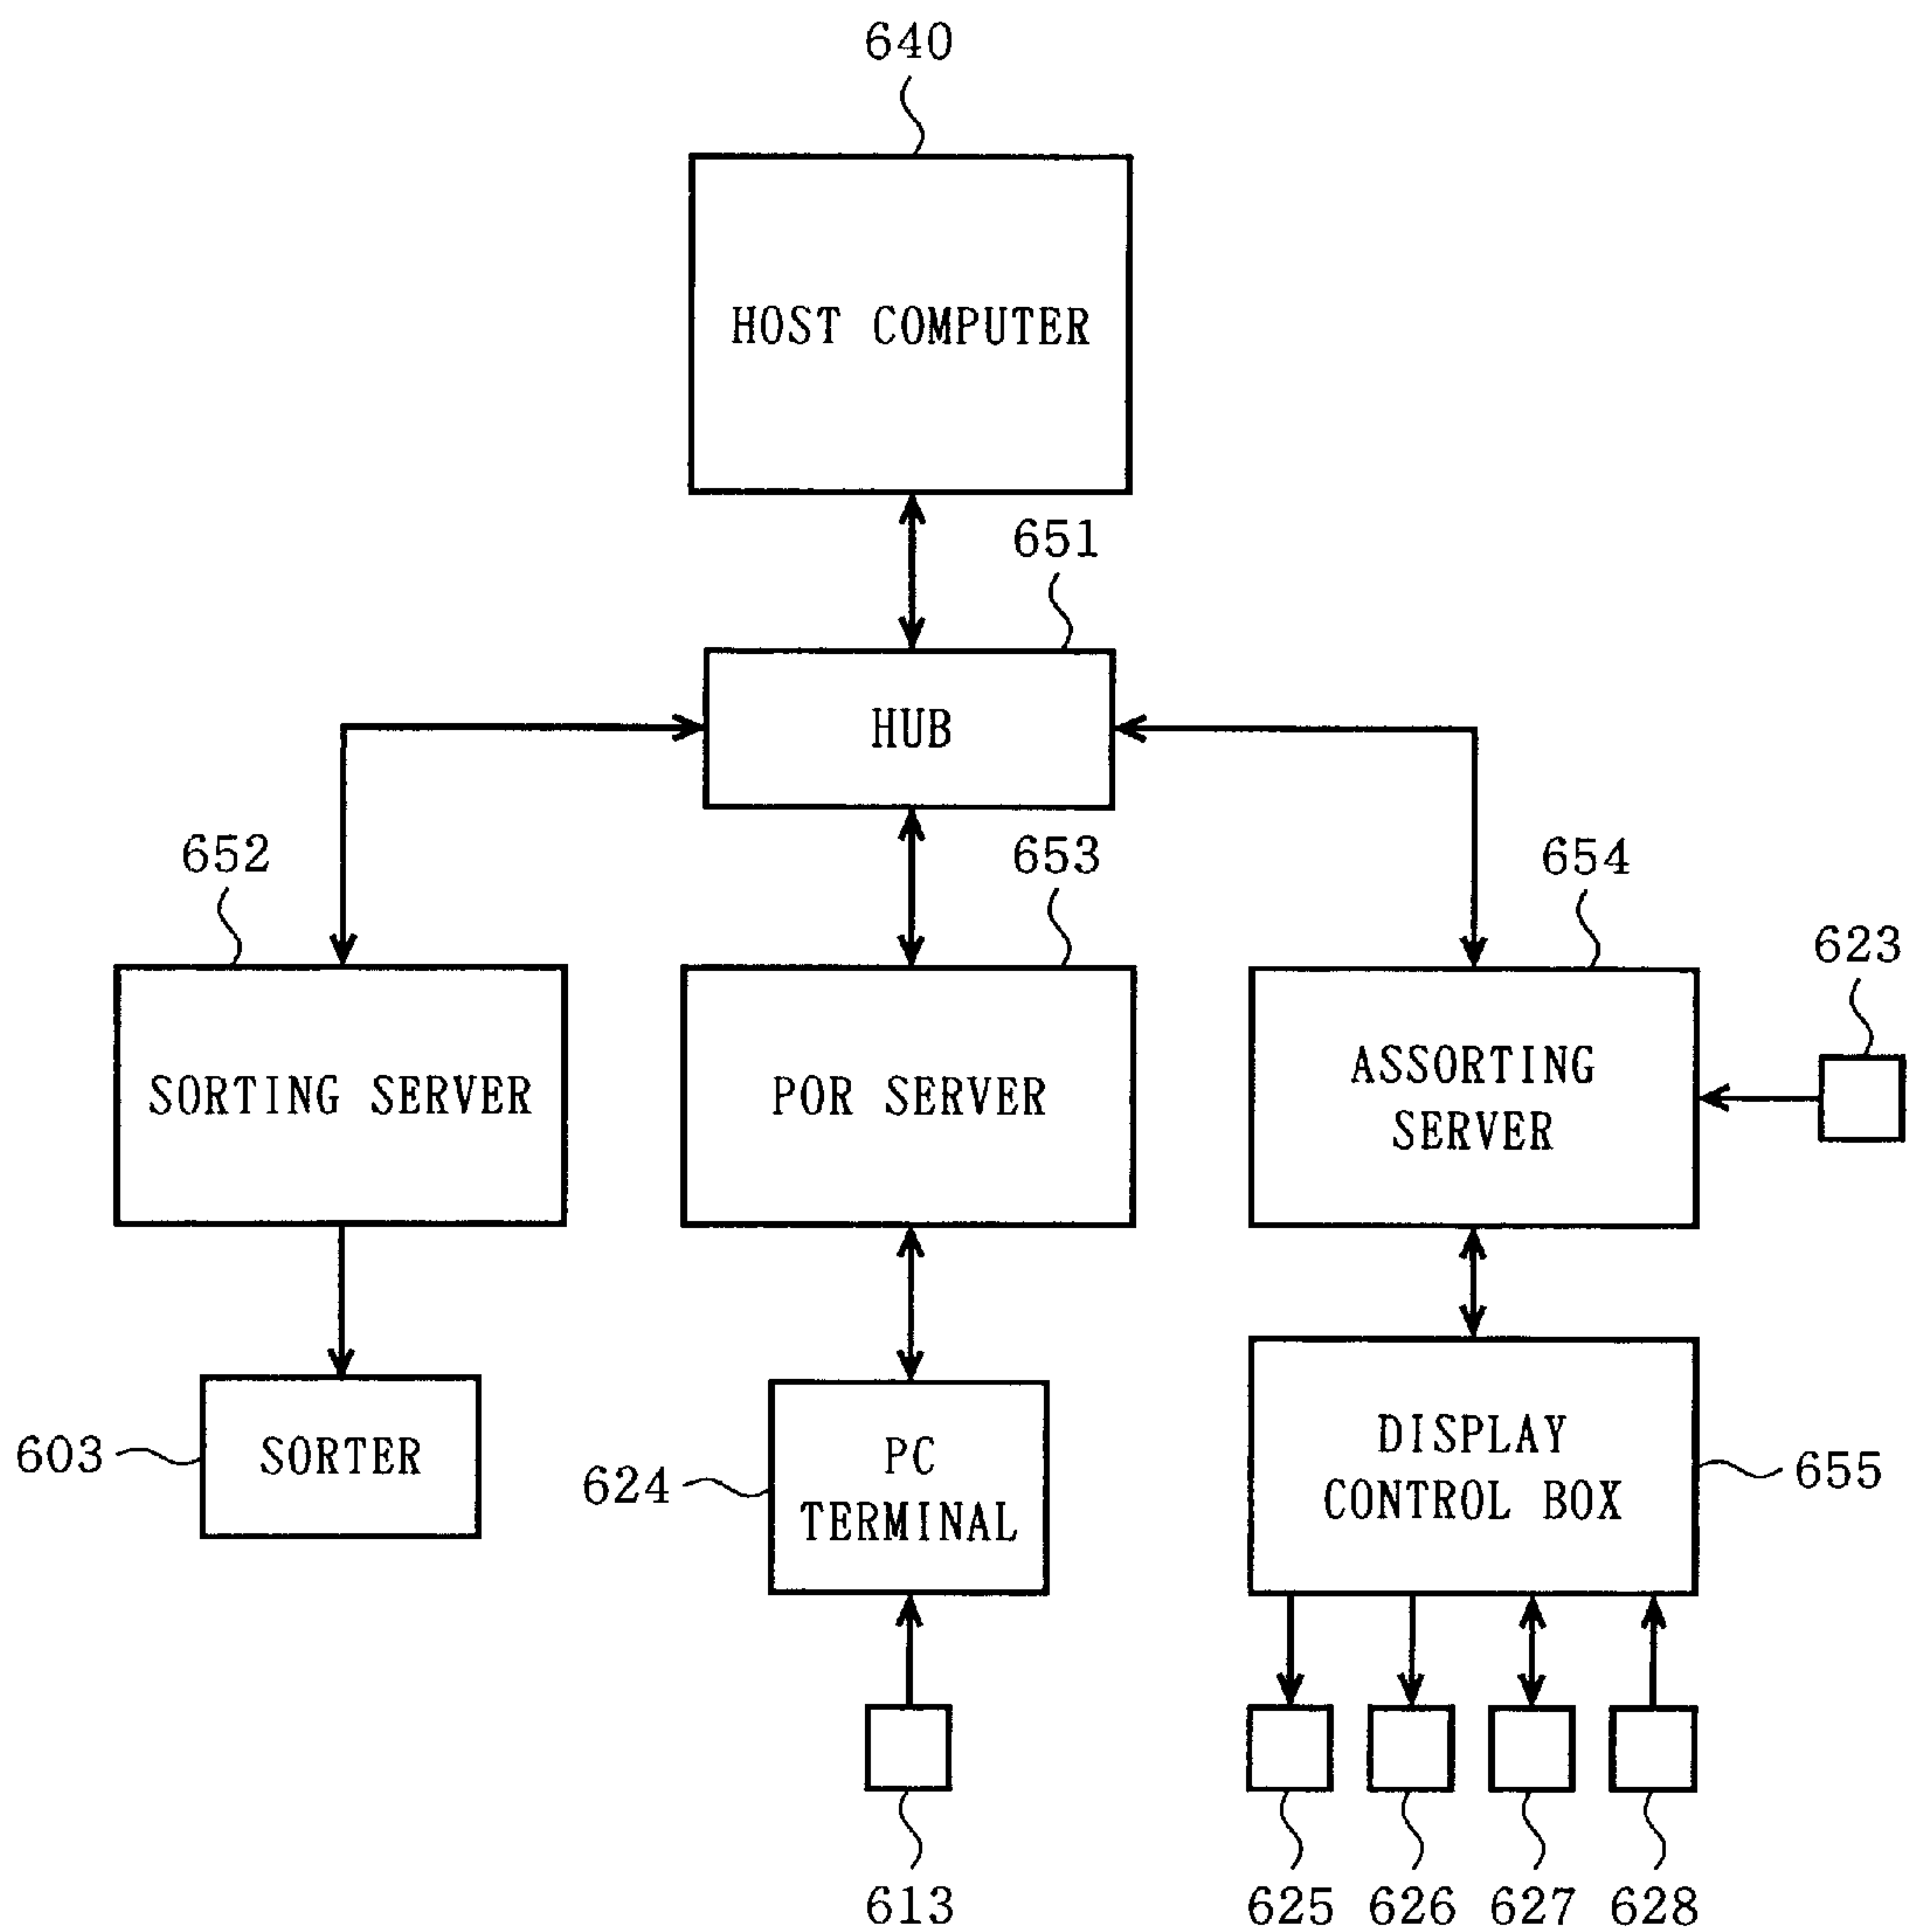 640
HOST COMPUTER
651
HUB
652
653
654
623
SORTING SERVER
POR SERVER
ASSORTING
SERVER
603
SORTER
624
PC
TERMINAL
DISPLAY
CONTROL BOX
655
613
625
626
627
628